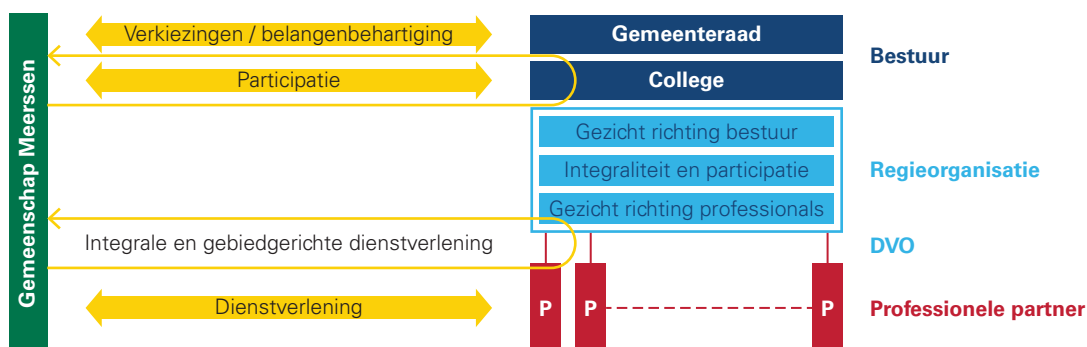 Gemeenschap Meerssen
Verkiezingen / belangenbehartiging
Gemeenteraad
Bestuur
Participatie
College
Gezicht richting bestuur
Integraliteit en participatie
Regieorganisatie
Gezicht richting professionals
Integrale en gebiedgerichte dienstverlening
DVO
Dienstverlening
P
P
P
Professionele partner